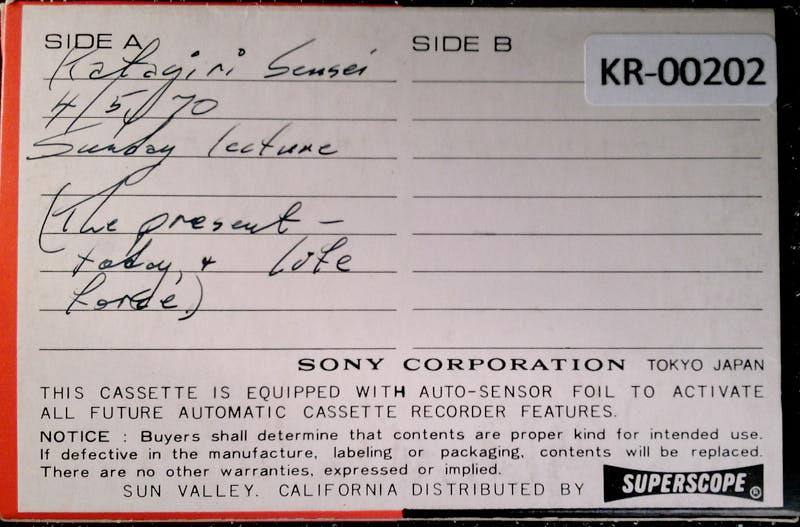 SIDE A
Katagiri Sensei
4/5/70
Sunday lecture
(The present –
today, + life
force.)
SIDE B
KR-00202
SONY CORPORATION TOKYO JAPAN
THIS CASSETTE IS EQUIPPED WITH AUTO-SENSOR FOIL TO ACTIVATE
ALL FUTURE AUTOMATIC CASSETTE RECORDER FEATURES.
NOTICE : Buyers shall determine that contents are proper kind for intended use.
If defective in the manufacture, labeling or packaging, contents will be replaced.
There are no other warranties, expressed or implied.
SUN VALLEY. CALIFORNIA DISTRIBUTED BY SUPERSCOPE®